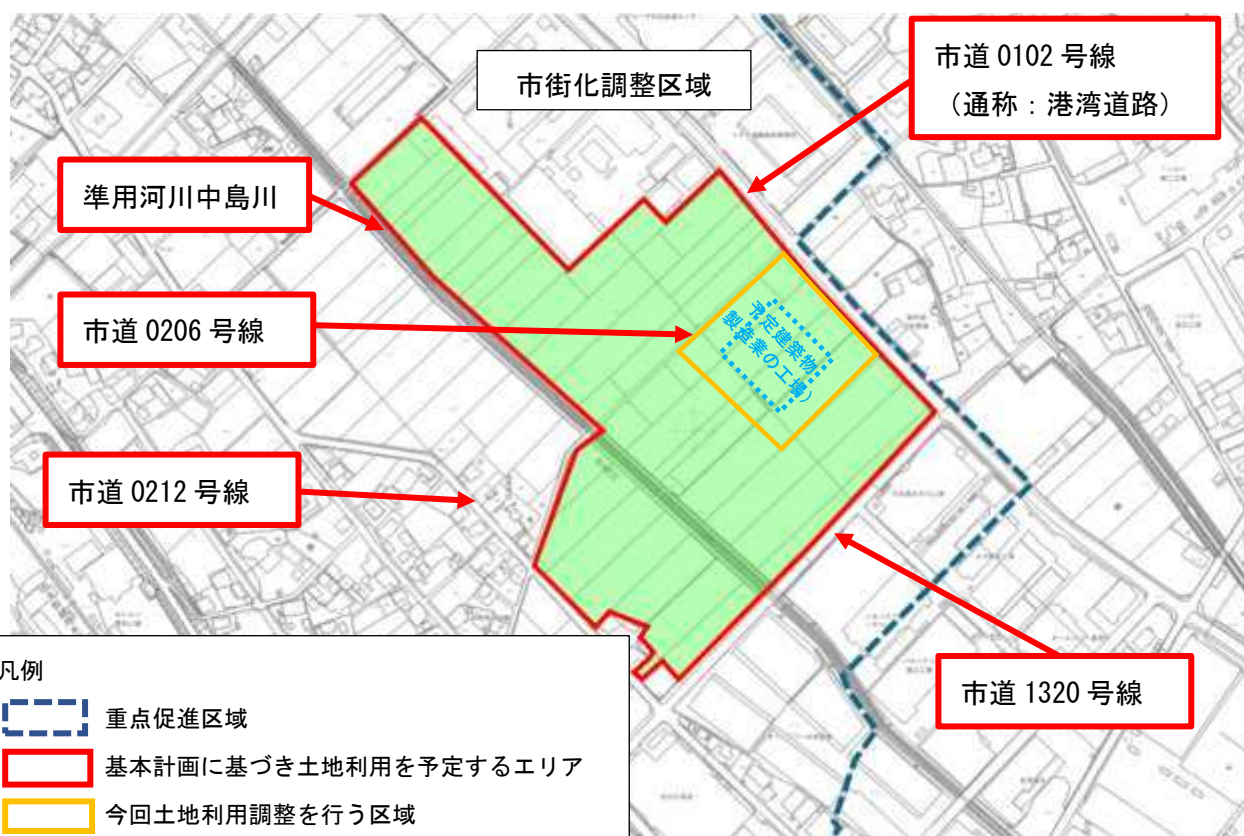 市街化調整区域
市道 0102 号線
（通称：港湾道路）
準用河川中島川
市道 0206 号線
予定建築物
製造業の工場）
市道 0212 号線
市道 1320 号線
凡例
重点促進区域
基本計画に基づき土地利用を予定するエリア
今回土地利用調整を行う区域